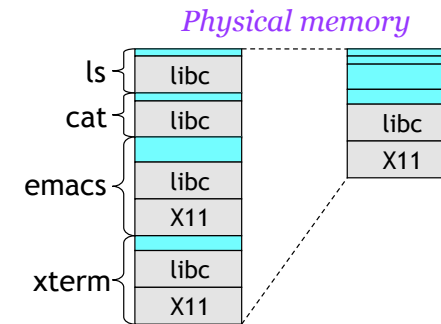 Physical memory
ls
libc
cat
libc
emacs
libc
X11
xterm
libc
X11
libc
X11